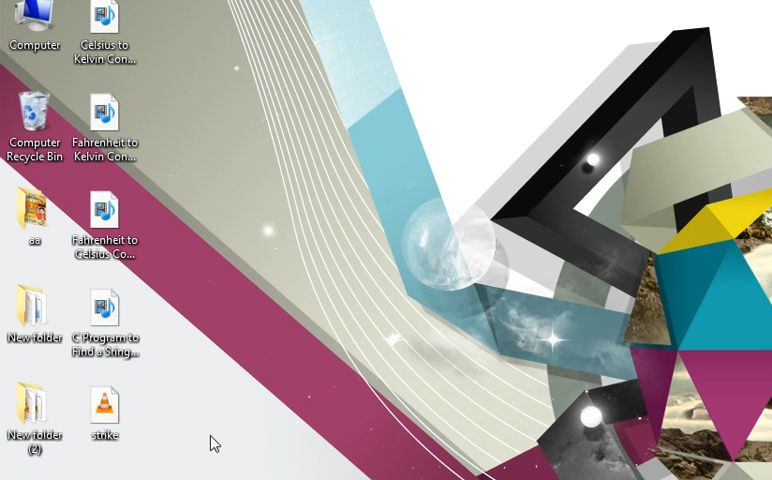 Computer
Celsius to
Kelvin Con...
Computer
Recycle Bin
Fahrenheit to
Kelvin Con...
aa
Fahrenheit to
Celsius Co...
New folder
C Program to
Find a Sring...
New folder
(2)
strike